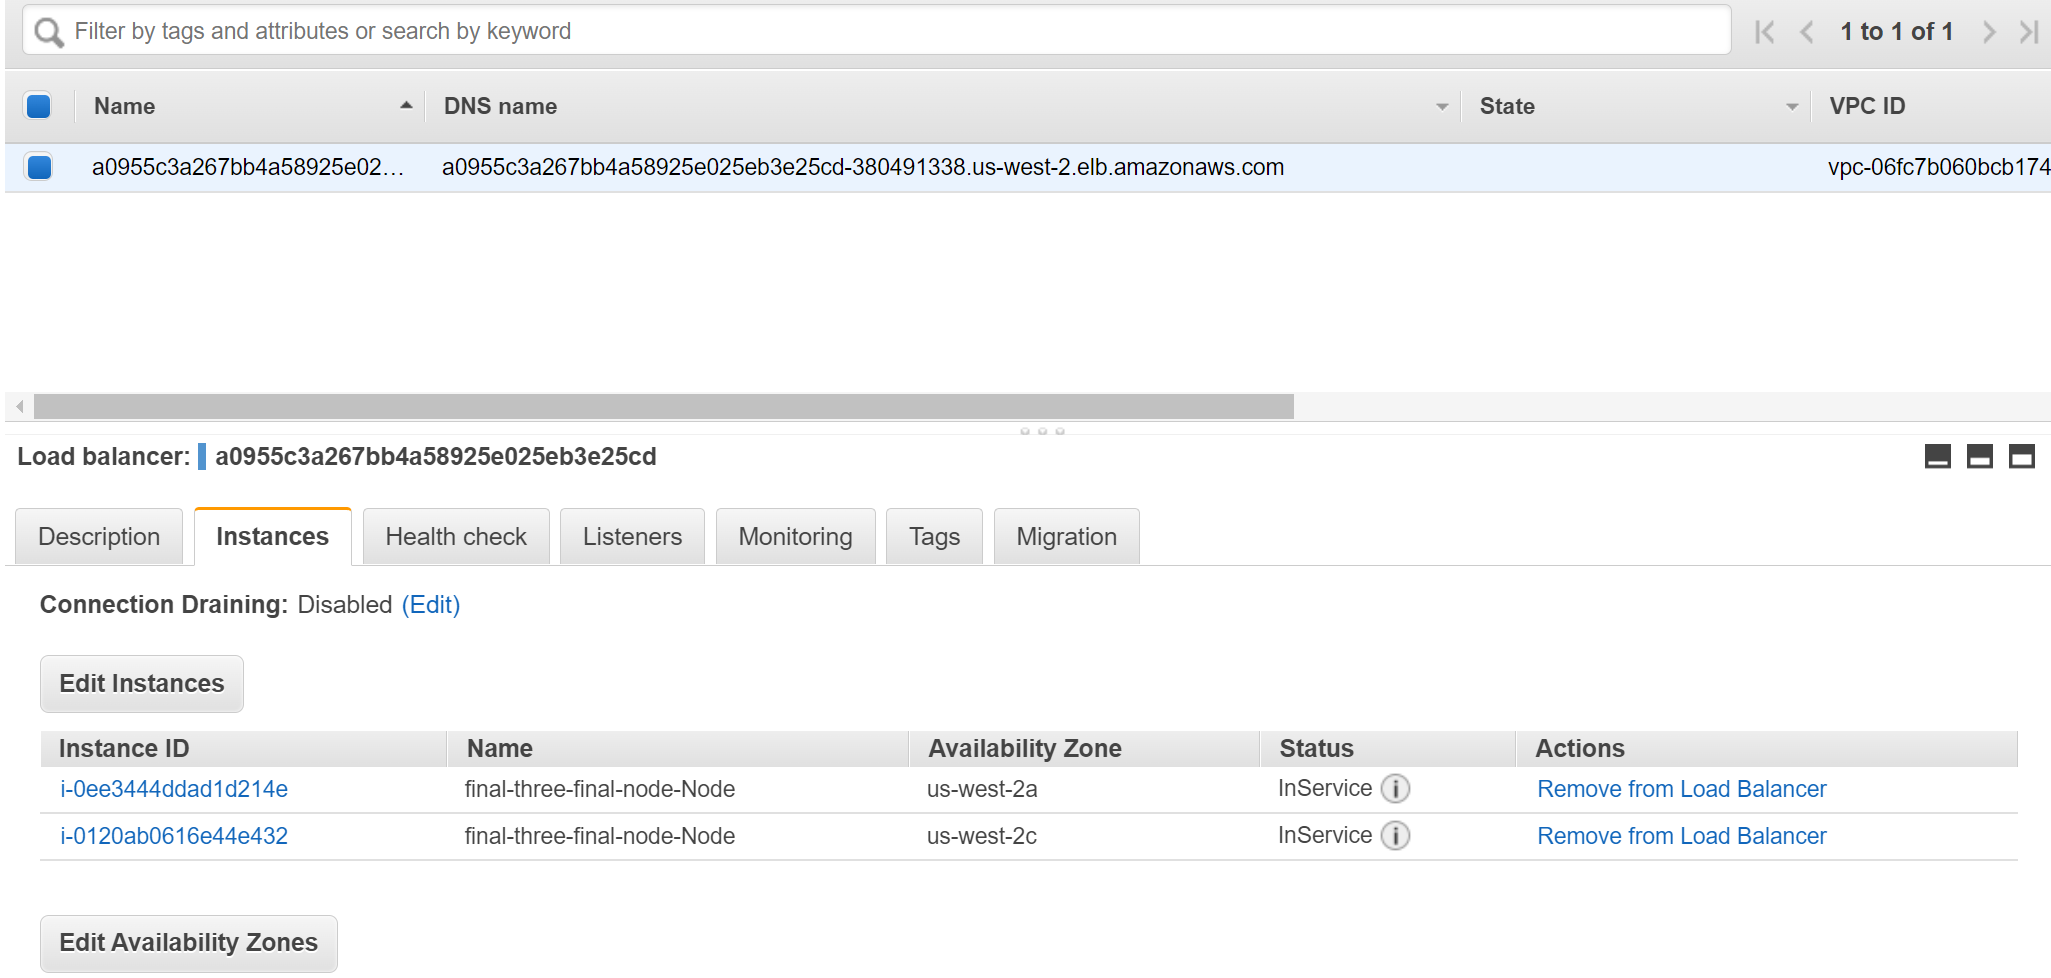 Filter by tags and attributes or search by keyword 1 to 1 of 1
Name DNS name State VPC ID
a0955c3a267bb4a58925e02... a0955c3a267bb4a58925e025eb3e25cd-380491338.us-west-2.elb.amazonaws.com vpc-06fc7b060bcb174
Load balancer: a0955c3a267bb4a58925e025eb3e25cd
Description Instances Health check Listeners Monitoring Tags Migration
Connection Draining: Disabled (Edit)
Edit Instances
Instance ID Name Availability Zone Status Actions
i-0ee3444ddad1d214e final-three-final-node-Node us-west-2a InService i Remove from Load Balancer
i-0120ab0616e44e432 final-three-final-node-Node us-west-2c InService i Remove from Load Balancer
Edit Availability Zones